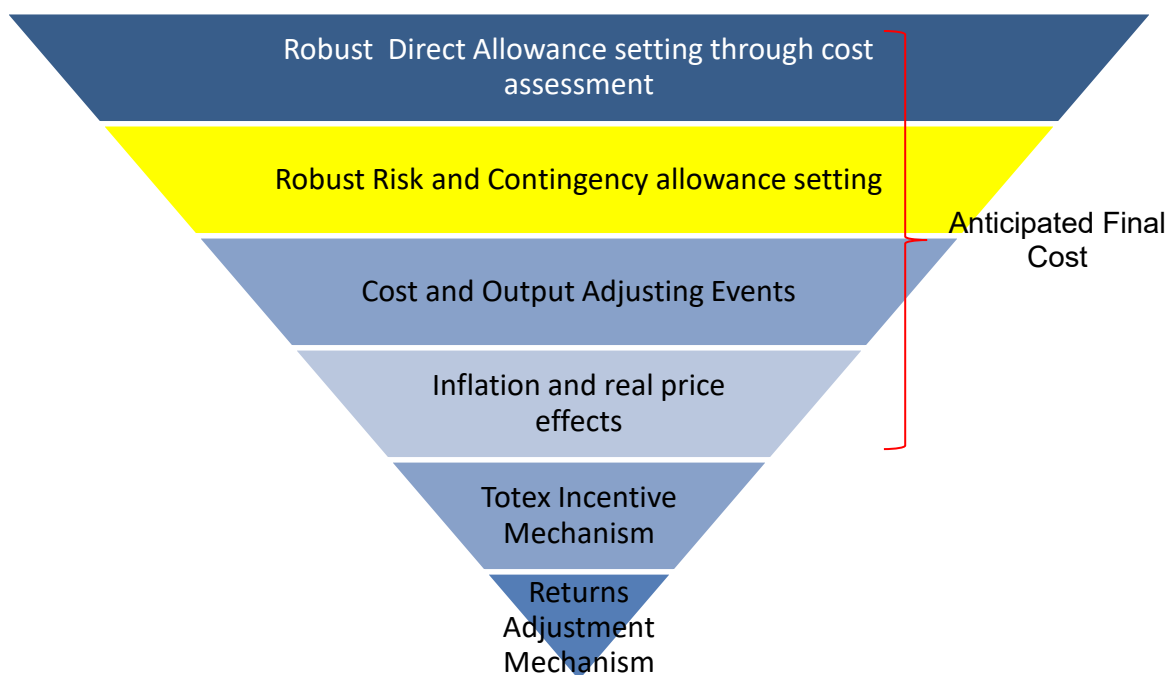 Robust  Direct Allowance setting through cost
assessment
Robust Risk and Contingency allowance setting
Anticipated Final
Cost
Cost and Output Adjusting Events
Inflation and real price
effects
Totex Incentive
Mechanism
Returns
Adjustment
Mechanism